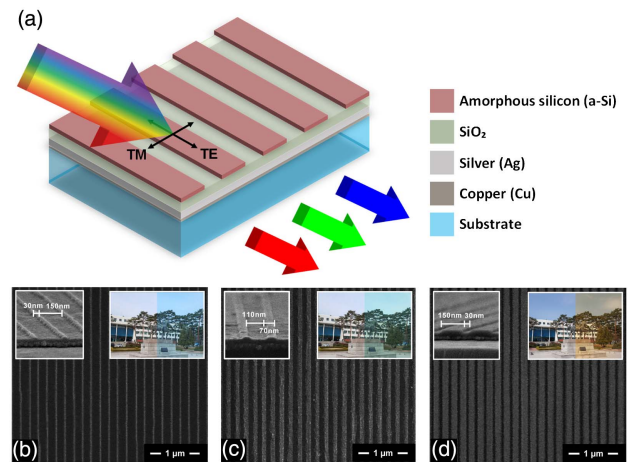 (a)
TM
TE
Amorphous silicon (a-Si)
SiO₂
Silver (Ag)
Copper (Cu)
Substrate
30nm 150nm
110nm
70nm
150nm 30nm
(b)
1 µm
(c)
1 µm
(d)
1 µm